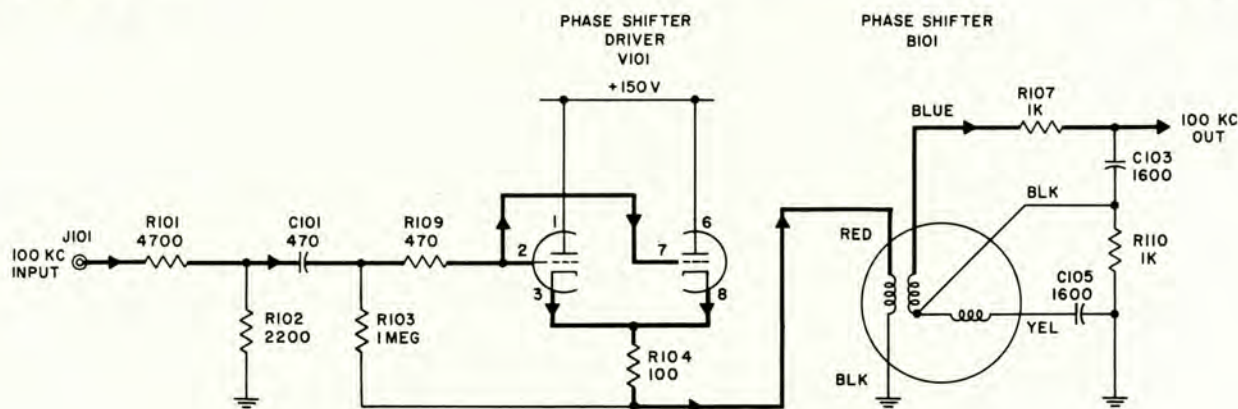 PHASE SHIFTER
DRIVER
V101
+150V
PHASE SHIFTER
B101
R107
1K
BLUE
100 KC
OUT
C103
1600
BLK
R110
1K
C105
1600
YEL
RED
BLK
J101
100 KC
INPUT
R101
4700
C101
470
R109
470
1
2
3
6
7
8
R102
2200
R103
1 MEG
R104
100